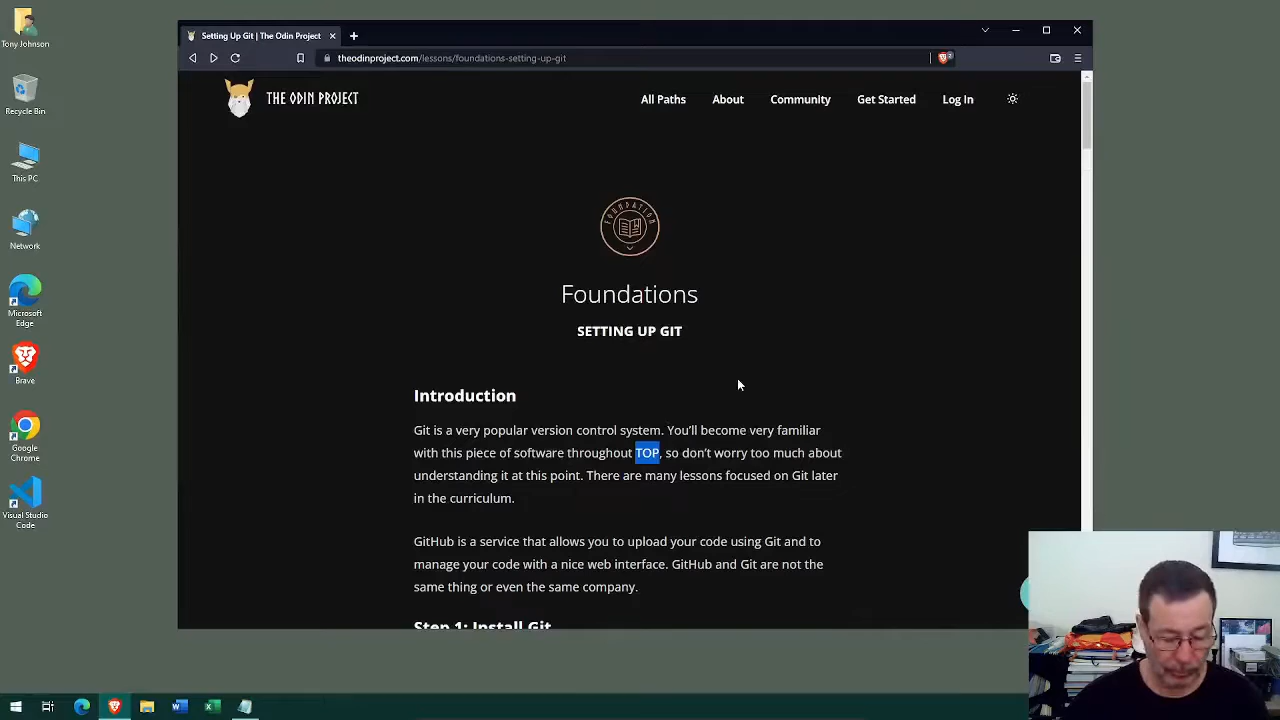 Tony Johnson
Recycle Bin
This PC
Network
Microsoft
Edge
Brave
Google
Chrome
Visual Studio
Code
Setting Up Git | The Odin Project
theodinproject.com/lessons/foundations-setting-up-git
2
THE ODIN PROJECT
All Paths
About
Community
Get Started
Log In
FOUNDATION
Foundations
SETTING UP GIT
Introduction
Git is a very popular version control system. You’ll become very familiar
with this piece of software throughout TOP, so don’t worry too much about
understanding it at this point. There are many lessons focused on Git later
in the curriculum.
GitHub is a service that allows you to upload your code using Git and to
manage your code with a nice web interface. GitHub and Git are not the
same thing or even the same company.
Step 1: Install Git